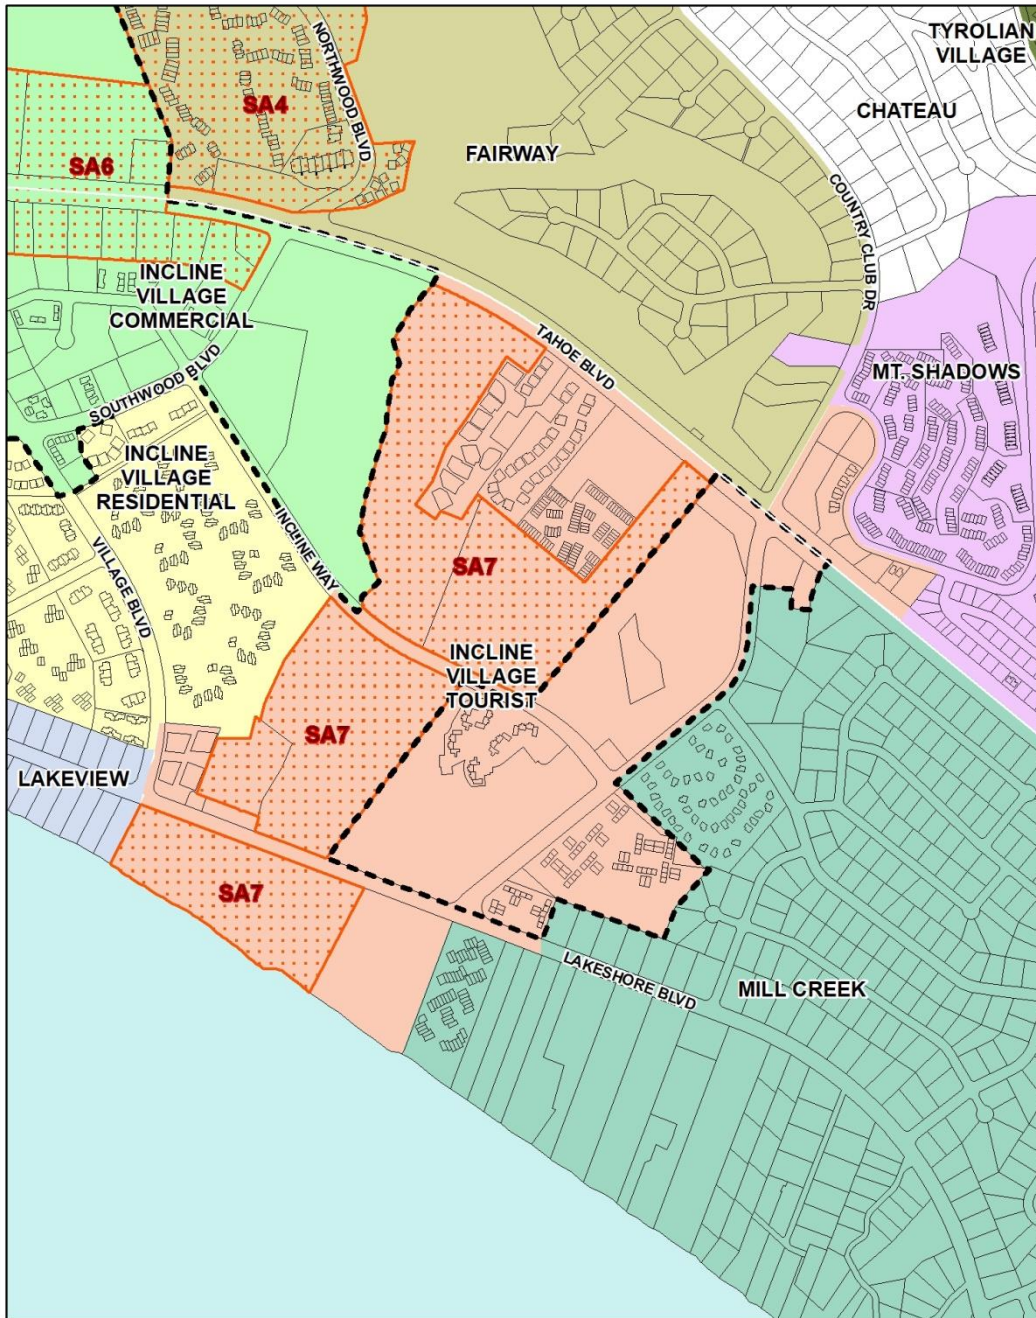 TYROLIAN
VILLAGE
NORTHWOOD BLVD
SA4
CHATEAU
FAIRWAY
SA6
COUNTRY CLUB DR
INCLINE
VILLAGE
COMMERCIAL
TAHOE BLVD
MT. SHADOWS
SOUTHWOOD BLVD
INCLINE
VILLAGE
RESIDENTIAL
INCLINE WAY
VILLAGE BLVD
SA7
INCLINE
VILLAGE
TOURIST
SA7
LAKEVIEW
SA7
LAKESHORE BLVD
MILL CREEK